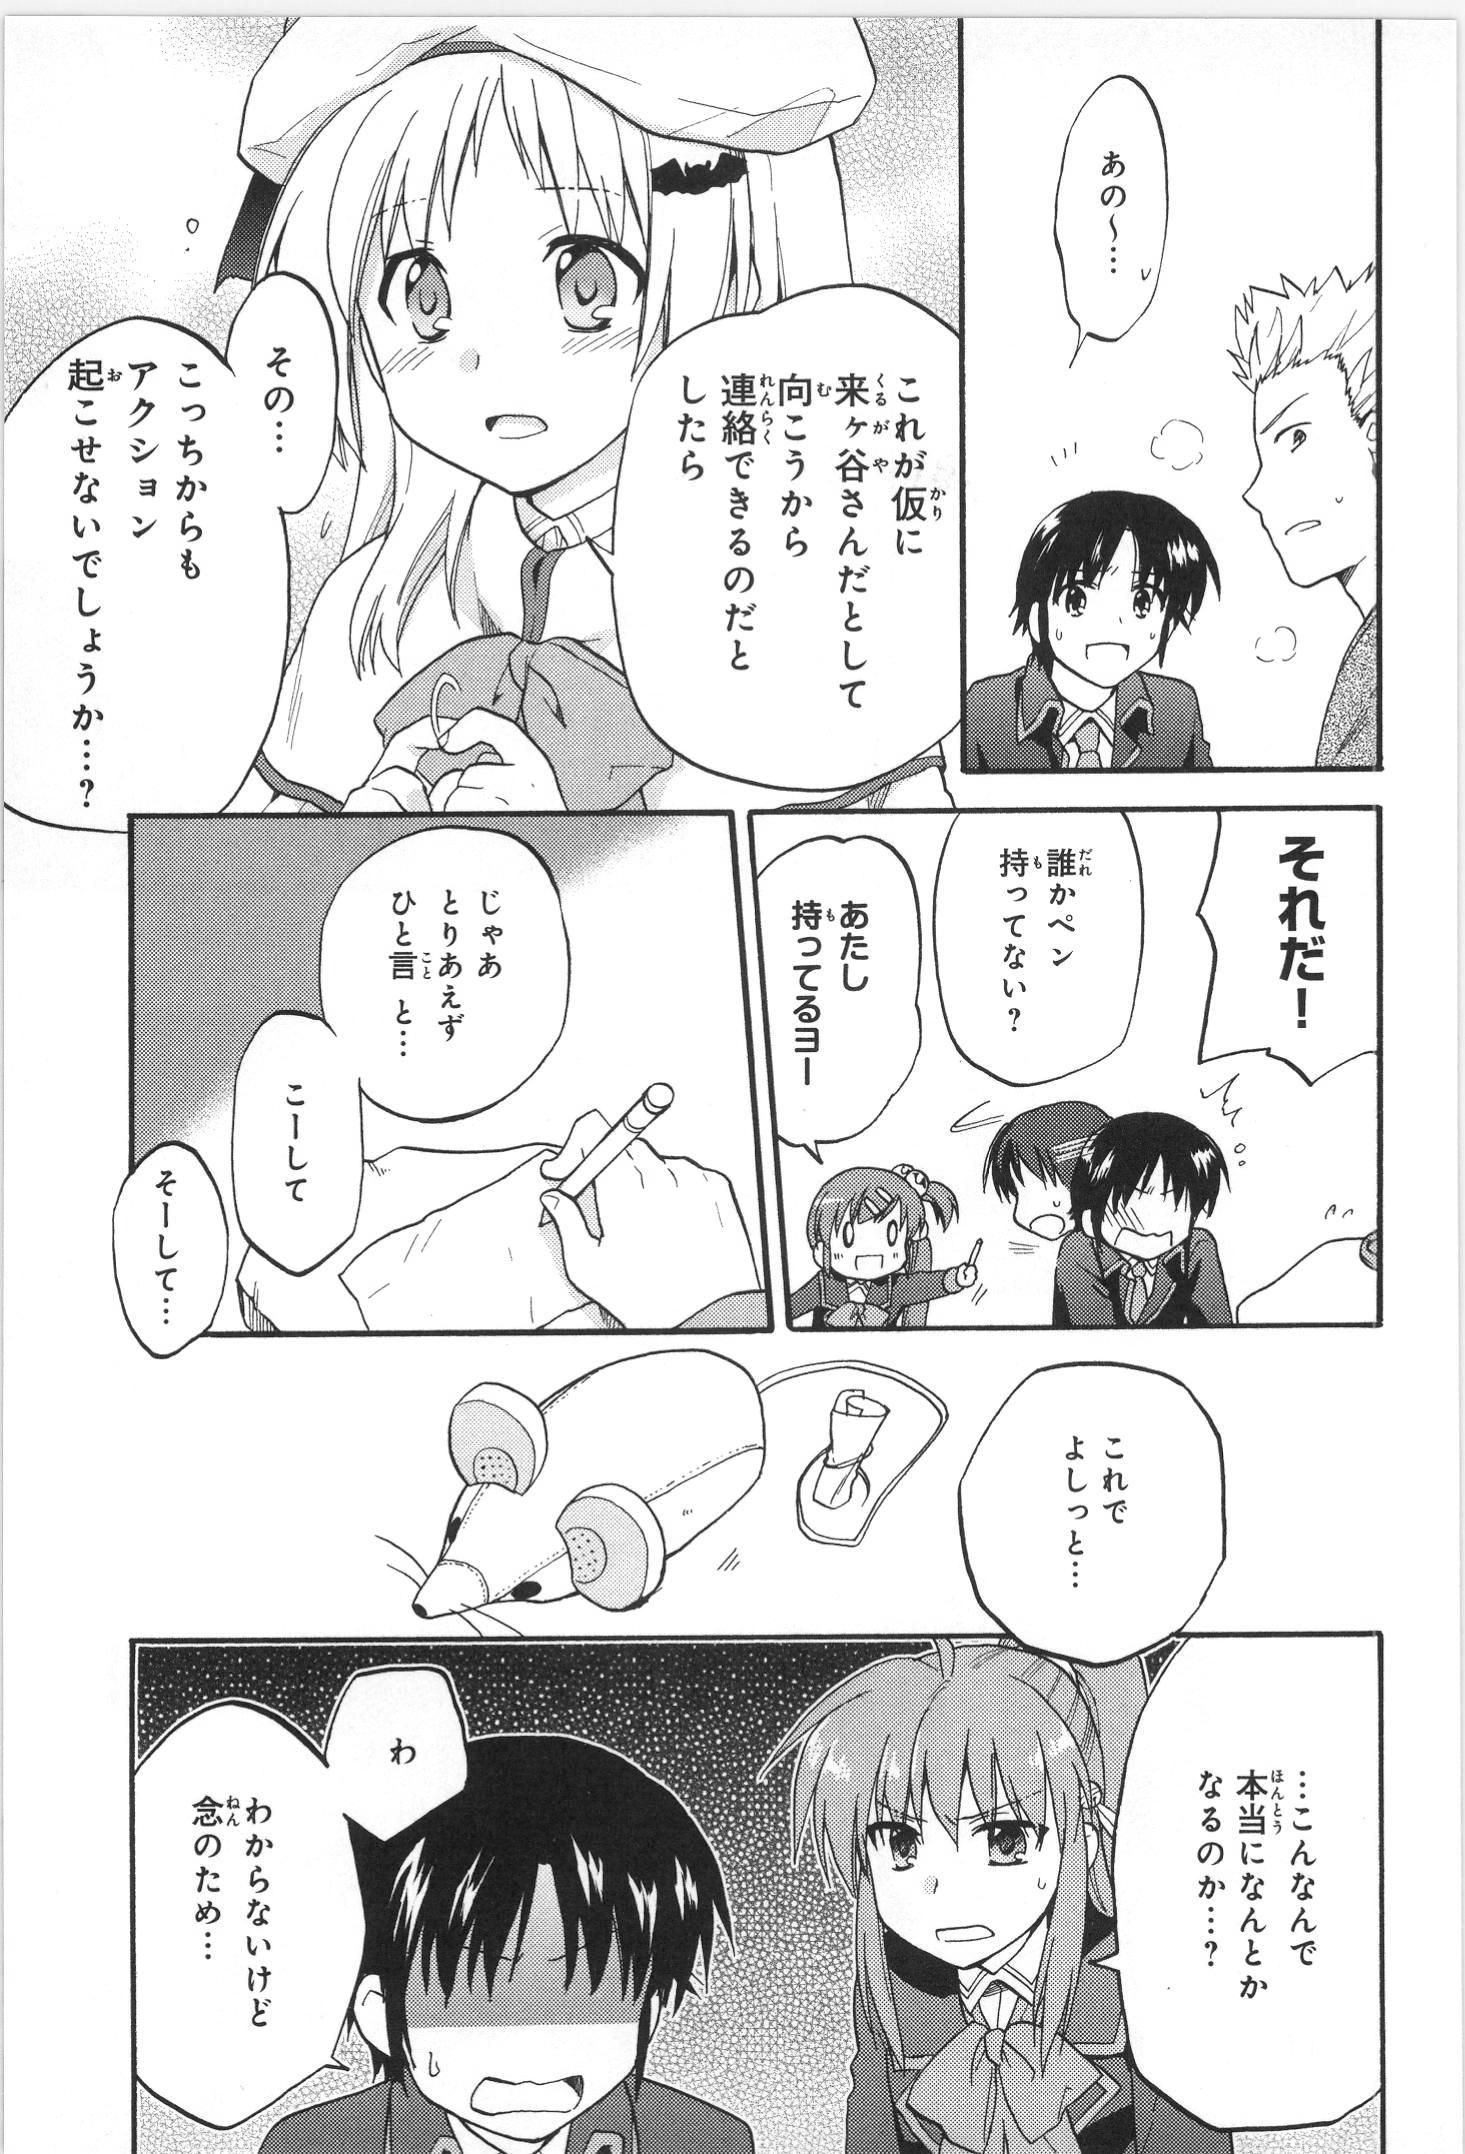 あの〜…
これが仮に
来ヶ谷さんだとして
向こうから
連絡できるのだと
したら
その…
こっちからも
アクション
起こせないでしょうか…?
それだ!
誰かペン
持ってない?
あたし
持ってるヨー
じゃあ
とりあえず
ひと言 と…
こーして
そーして…
これで
よしっと…
…こんなんで
本当になんとか
なるのか…?
わ
わからないけど
念のため…